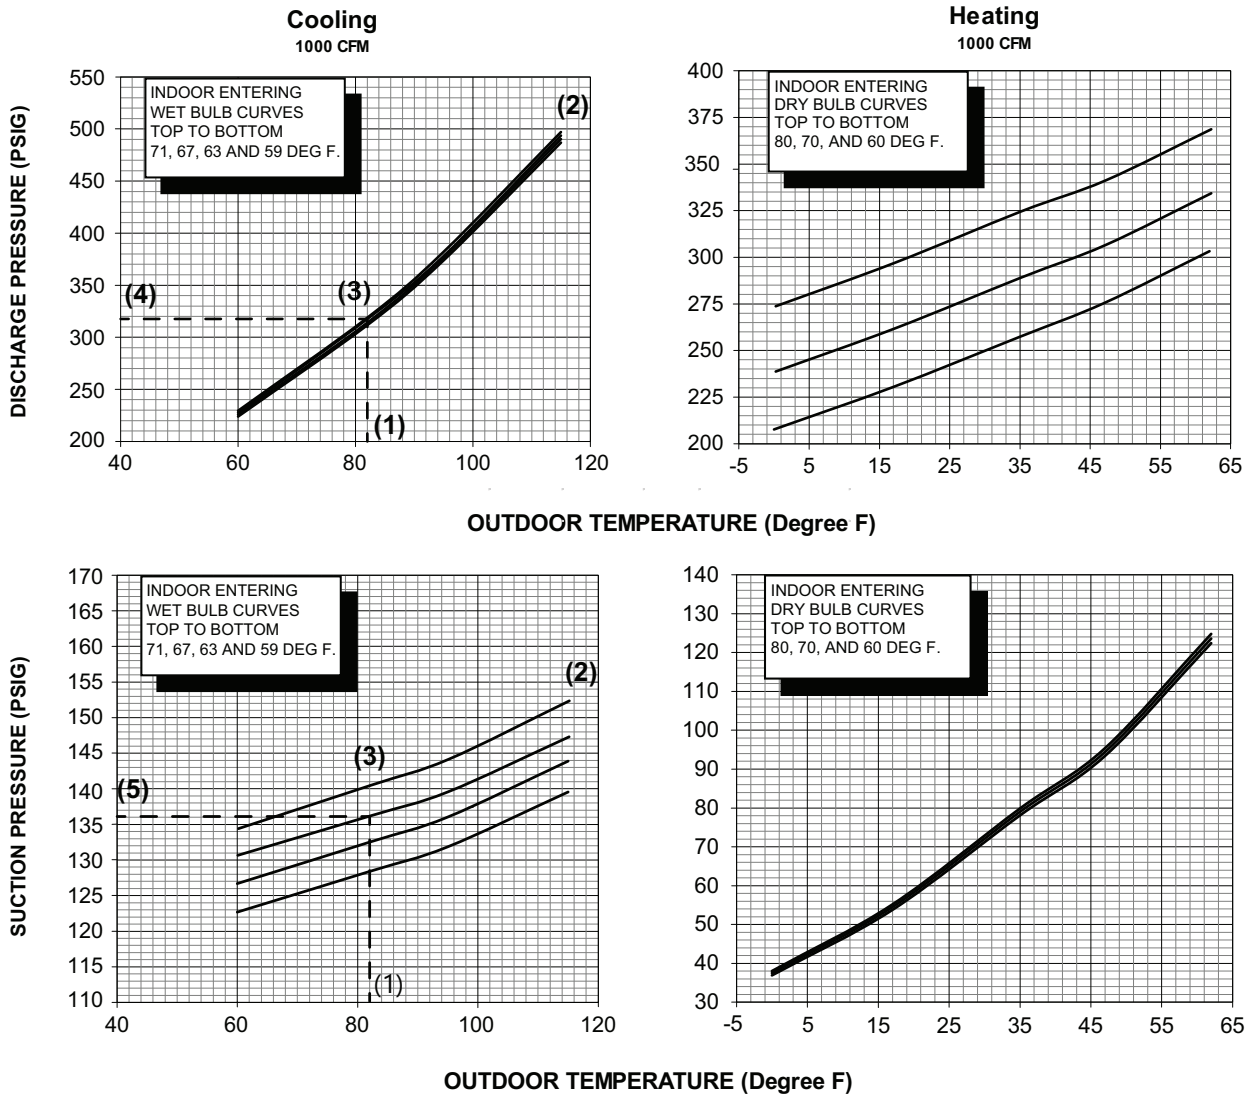 Cooling
1000 CFM
Heating
1000 CFM
DISCHARGE PRESSURE (PSIG)
550
500
450
400
350
300
250
200
INDOOR ENTERING
WET BULB CURVES
TOP TO BOTTOM
71, 67, 63 AND 59 DEG F.
(2)
(3)
(4)
(1)
40 60 80 100 120
400
375
350
325
300
275
250
225
200
INDOOR ENTERING
DRY BULB CURVES
TOP TO BOTTOM
80, 70, AND 60 DEG F.
-5 5 15 25 35 45 55 65
OUTDOOR TEMPERATURE (Degree F)
SUCTION PRESSURE (PSIG)
170
165
160
155
150
145
140
135
130
125
120
115
110
INDOOR ENTERING
WET BULB CURVES
TOP TO BOTTOM
71, 67, 63 AND 59 DEG F.
(2)
(3)
(5)
(1)
40 60 80 100 120
140
130
120
110
100
90
80
70
60
50
40
30
INDOOR ENTERING
DRY BULB CURVES
TOP TO BOTTOM
80, 70, AND 60 DEG F.
-5 5 15 25 35 45 55 65
OUTDOOR TEMPERATURE (Degree F)